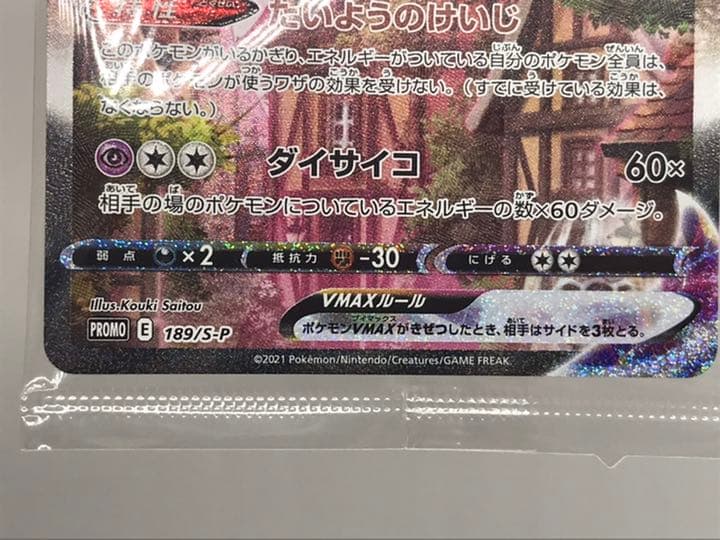 特性 たいようのけいじ
このポケモンがいるかぎり、エネルギーがついている自分のポケモン全員は、
相手のポケモンが使うワザの効果を受けない。（すでに受けている効果は、
なくならない。）
ダイサイコ 60×
相手の場のポケモンについているエネルギーの数×60ダメージ。
弱点 ×2 抵抗力 -30 にげる
Illus.Kouki Saitou
VMAXルール
PROMO E 189/S-P
ポケモンVMAXがきぜつしたとき、相手はサイドを3枚とる。
©2021 Pokémon/Nintendo/Creatures/GAME FREAK.